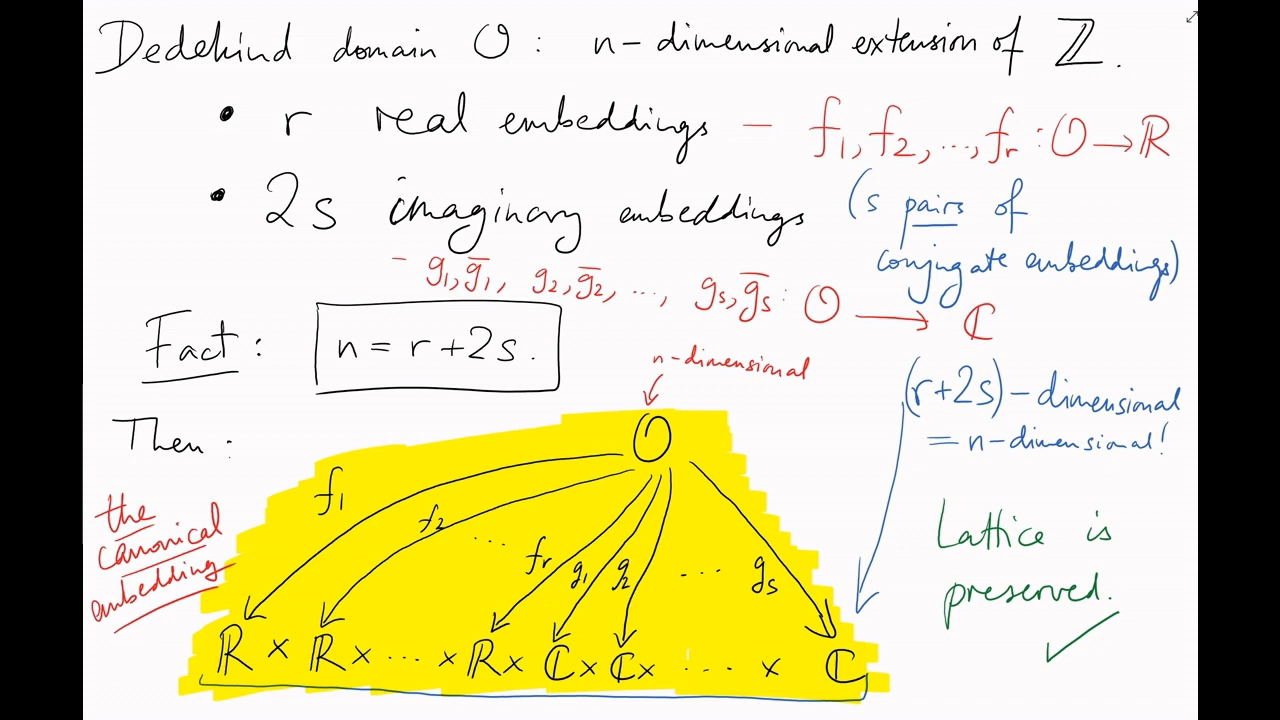 Dedekind domain O : n-dimensional extension of ℤ.
• r real embeddings – f₁, f₂, ..., fᵣ : O → ℝ
• 2s imaginary embeddings (s pairs of
conjugate embeddings)
– g₁, ḡ₁, g₂, ḡ₂, ..., gₛ, ḡₛ : O → ℂ
Fact : n = r + 2s.
n-dimensional
(r+2s) – dimensional
= n-dimensional!
Then :
O
f₁ f₂ ... fᵣ g₁ g₂ ... gₛ
the
canonical
embedding
ℝ × ℝ × ... × ℝ × ℂ × ℂ × ... × ℂ
Lattice is
preserved. ✓